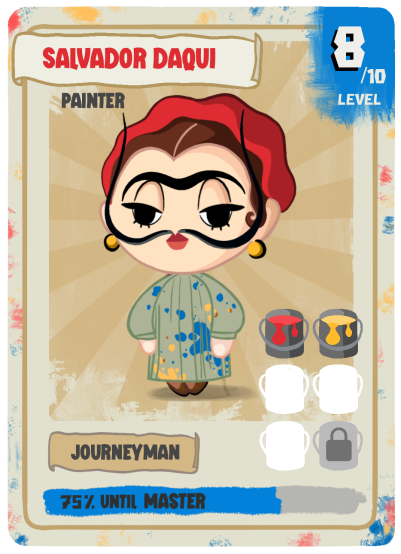 SALVADOR DAQUI
8
/10
LEVEL
PAINTER
JOURNEYMAN
75% UNTIL MASTER